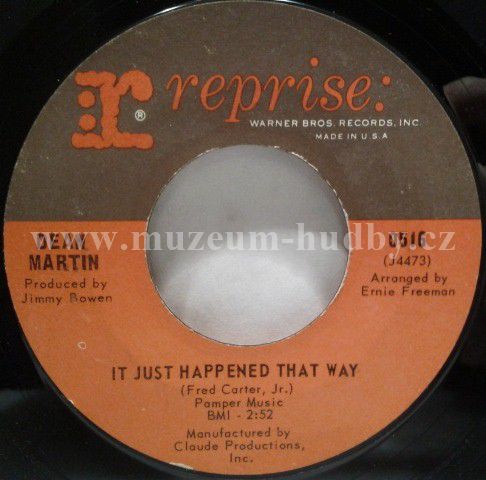 r® reprise:
WARNER BROS. RECORDS, INC.
MADE IN U.S.A
www.muzeum-hudby.cz
DEAN
MARTIN
Produced by
Jimmy Bowen
(J4473)
Arranged by
Ernie Freeman
IT JUST HAPPENED THAT WAY
(Fred Carter, Jr.)
Pamper Music
BMI - 2:52
Manufactured by
Claude Productions,
Inc.